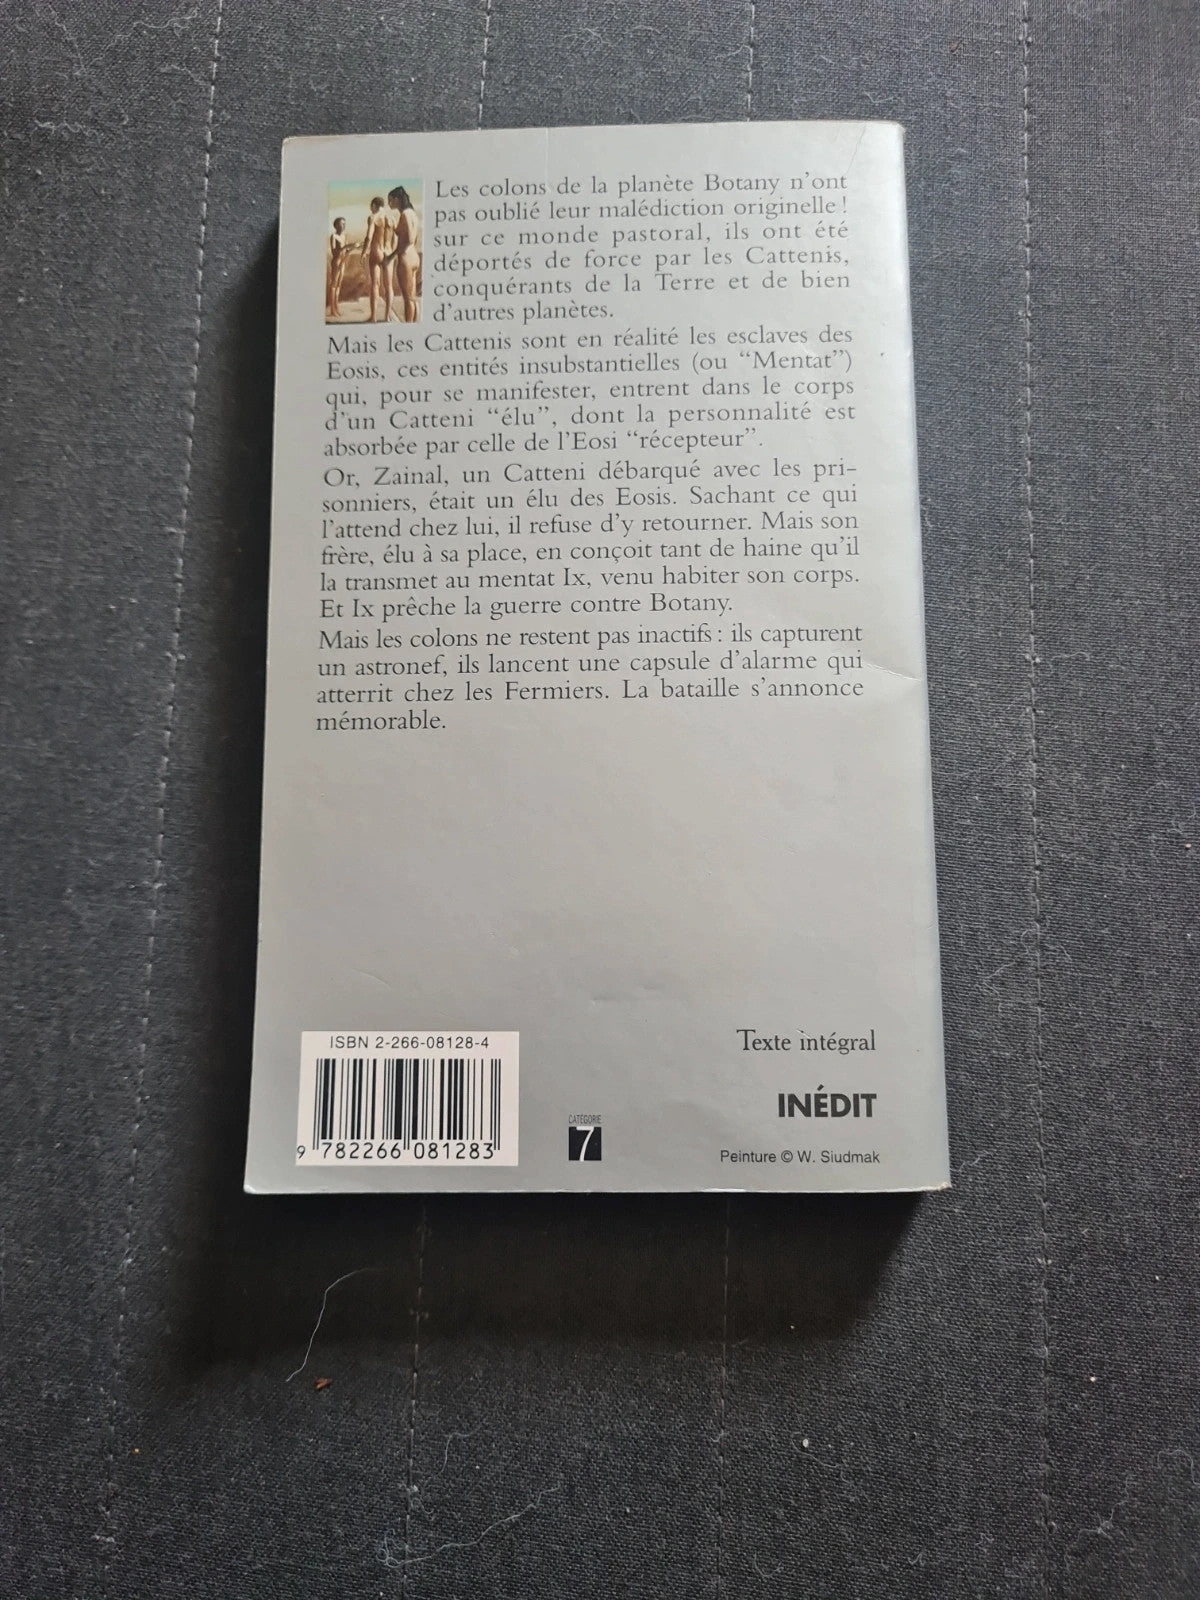 Les colons de la planète Botany n'ont
pas oublié leur malédiction originelle !
sur ce monde pastoral, ils ont été
déportés de force par les Cattenis,
conquérants de la Terre et de bien
d'autres planètes.
Mais les Cattenis sont en réalité les esclaves des
Eosis, ces entités insubstantielles (ou “Mentat”)
qui, pour se manifester, entrent dans le corps
d'un Catteni “élu”, dont la personnalité est
absorbée par celle de l'Eosi “récepteur”.
Or, Zainal, un Catteni débarqué avec les pri-
sonniers, était un élu des Eosis. Sachant ce qui
l'attend chez lui, il refuse d'y retourner. Mais son
frère, élu à sa place, en conçoit tant de haine qu'il
la transmet au mentat Ix, venu habiter son corps.
Et Ix prêche la guerre contre Botany.
Mais les colons ne restent pas inactifs : ils capturent
un astronef, ils lancent une capsule d'alarme qui
atterrit chez les Fermiers. La bataille s'annonce
mémorable.
ISBN 2-266-08128-4
9 782266 081283
CATÉGORIE
7
Texte intégral
INÉDIT
Peinture © W. Siudmak